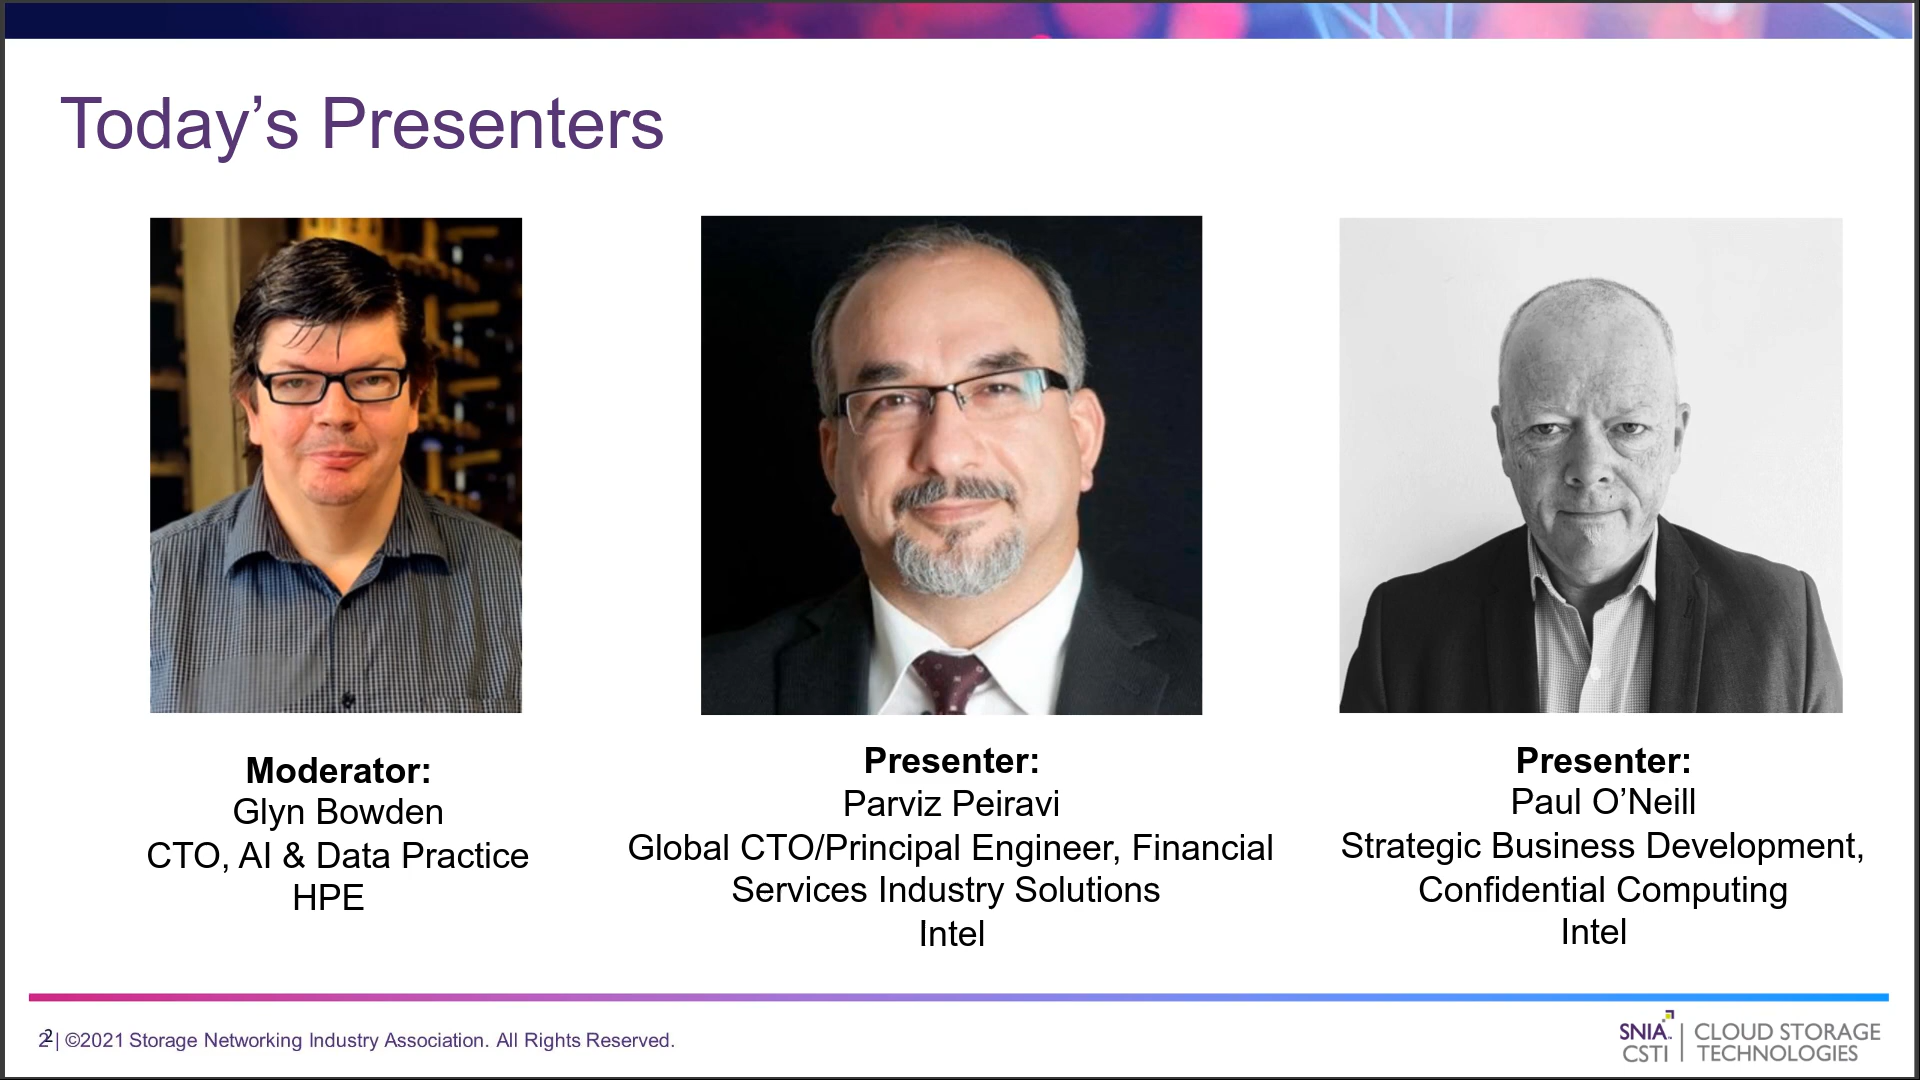 Today’s Presenters
Moderator:
Glyn Bowden
CTO, AI & Data Practice
HPE
Presenter:
Parviz Peiravi
Global CTO/Principal Engineer, Financial
Services Industry Solutions
Intel
Presenter:
Paul O’Neill
Strategic Business Development,
Confidential Computing
Intel
2 | ©2021 Storage Networking Industry Association. All Rights Reserved.
2
SNIA
CSTI
CLOUD STORAGE
TECHNOLOGIES